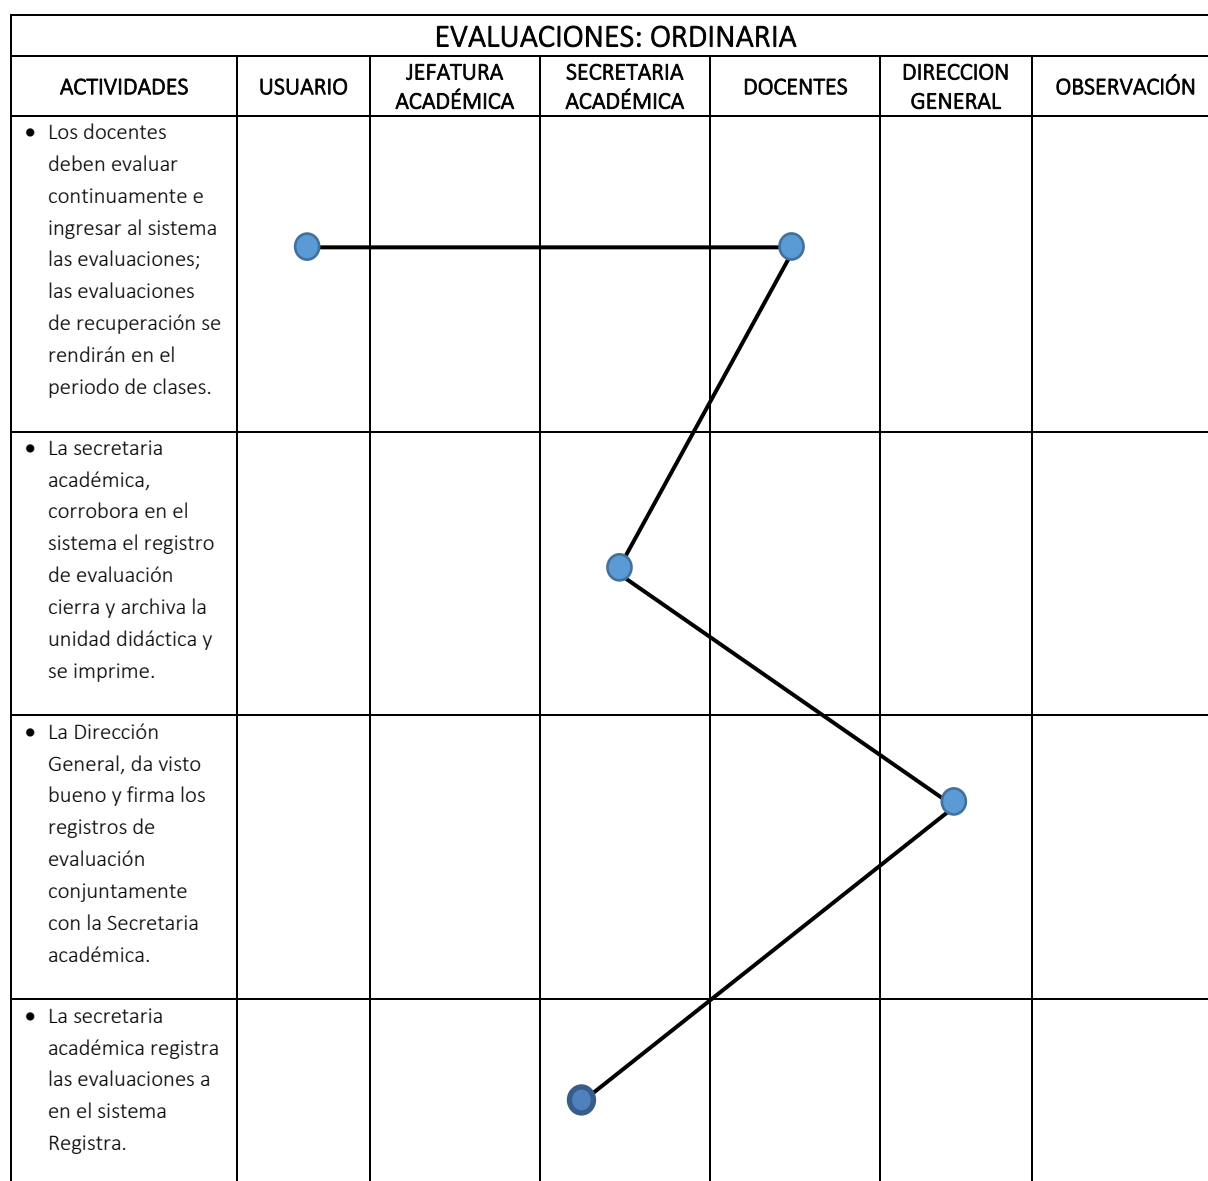 EVALUACIONES: ORDINARIA
ACTIVIDADES
USUARIO
JEFATURA
ACADÉMICA
SECRETARIA
ACADÉMICA
DOCENTES
DIRECCION
GENERAL
OBSERVACIÓN
• Los docentes
deben evaluar
continuamente e
ingresar al sistema
las evaluaciones;
las evaluaciones
de recuperación se
rendirán en el
periodo de clases.
• La secretaria
académica,
corrobora en el
sistema el registro
de evaluación
cierra y archiva la
unidad didáctica y
se imprime.
• La Dirección
General, da visto
bueno y firma los
registros de
evaluación
conjuntamente
con la Secretaria
académica.
• La secretaria
académica registra
las evaluaciones a
en el sistema
Registra.